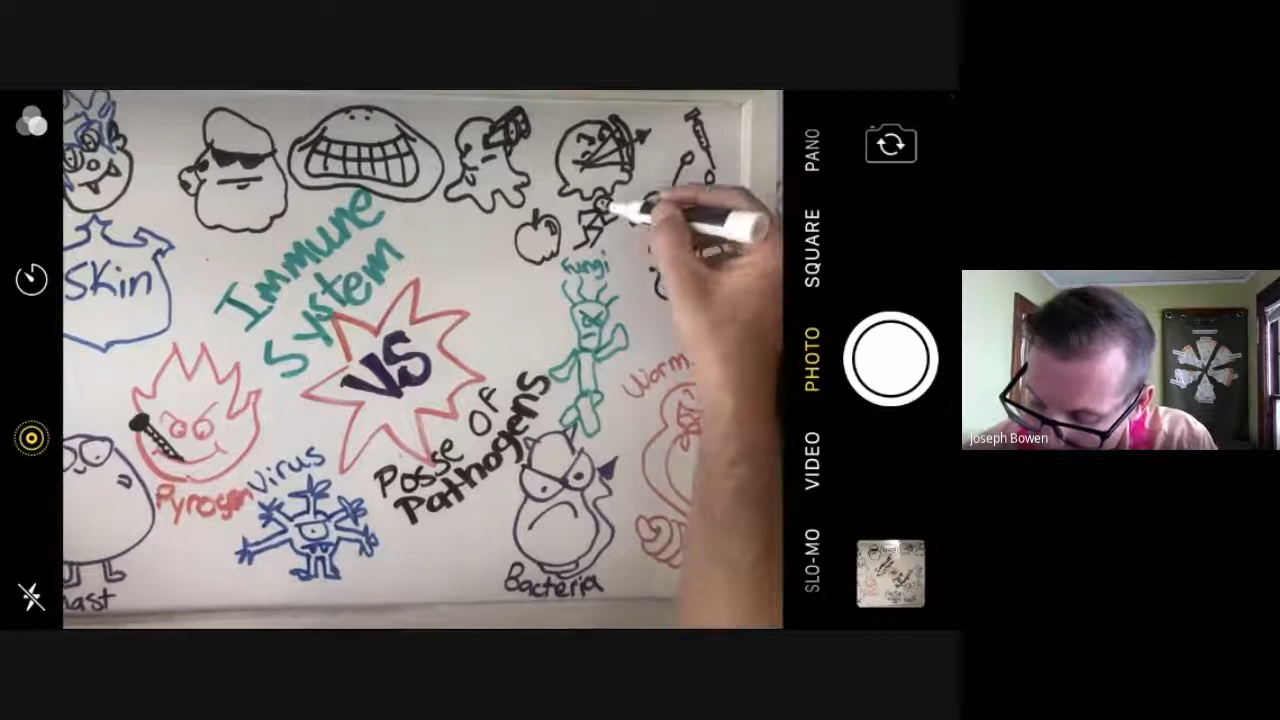 Immune
System
VS
Posse Of
Pathogens
Skin
Fungi
Worm
Pyrogen
Virus
Bacteria
PANO
SQUARE
PHOTO
VIDEO
SLO-MO
Joseph Bowen